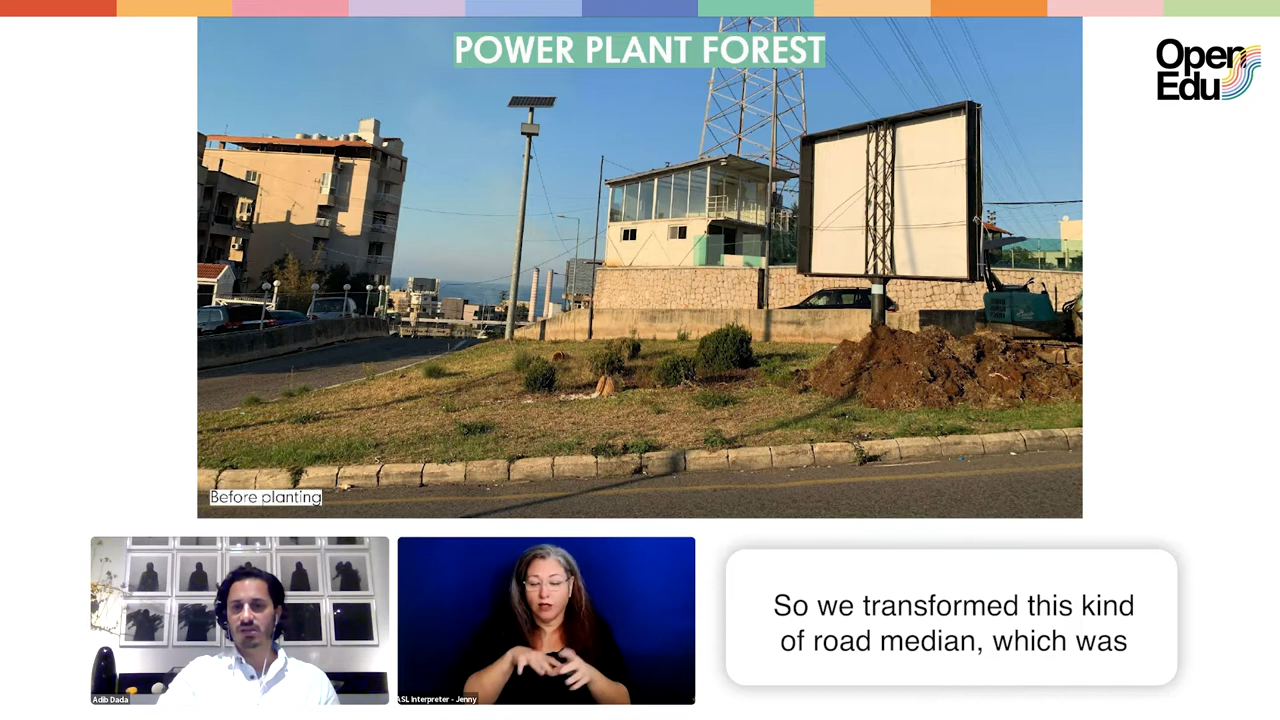 POWER PLANT FOREST
Open
Edu
Before planting
Adib Dada
ASL Interpreter - Jenny
So we transformed this kind
of road median, which was